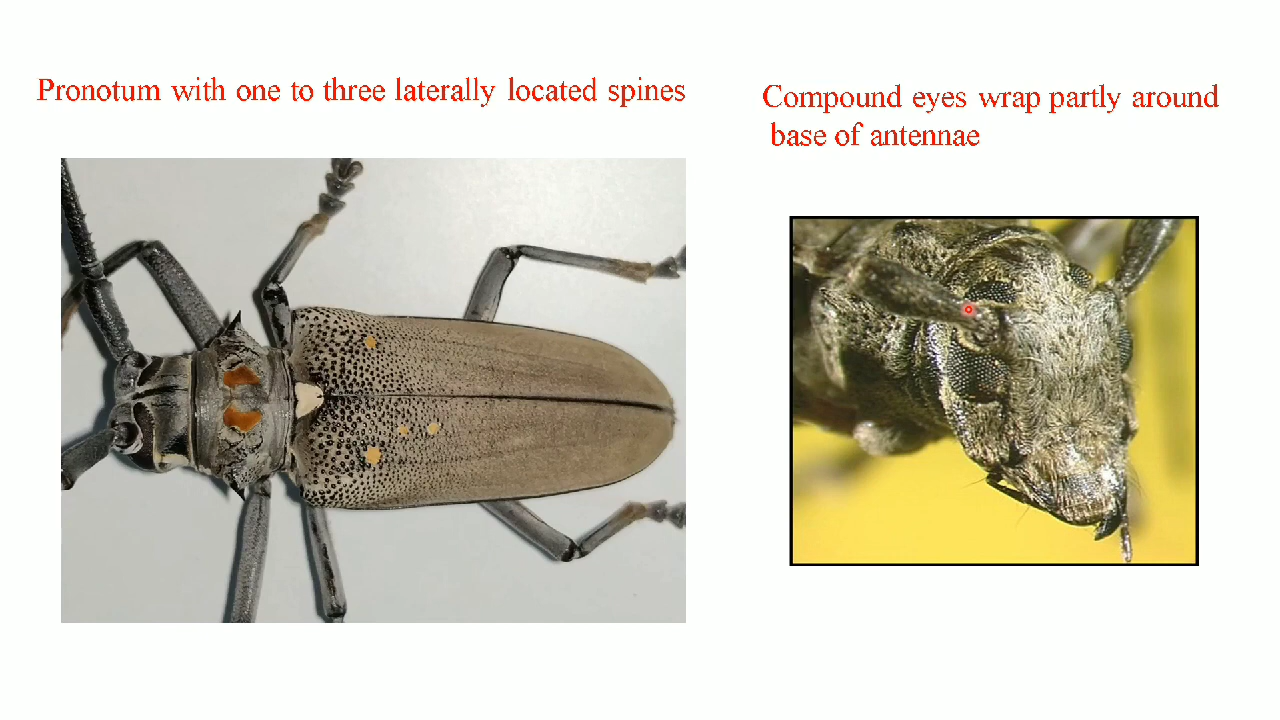 Pronotum with one to three laterally located spines
Compound eyes wrap partly around
base of antennae